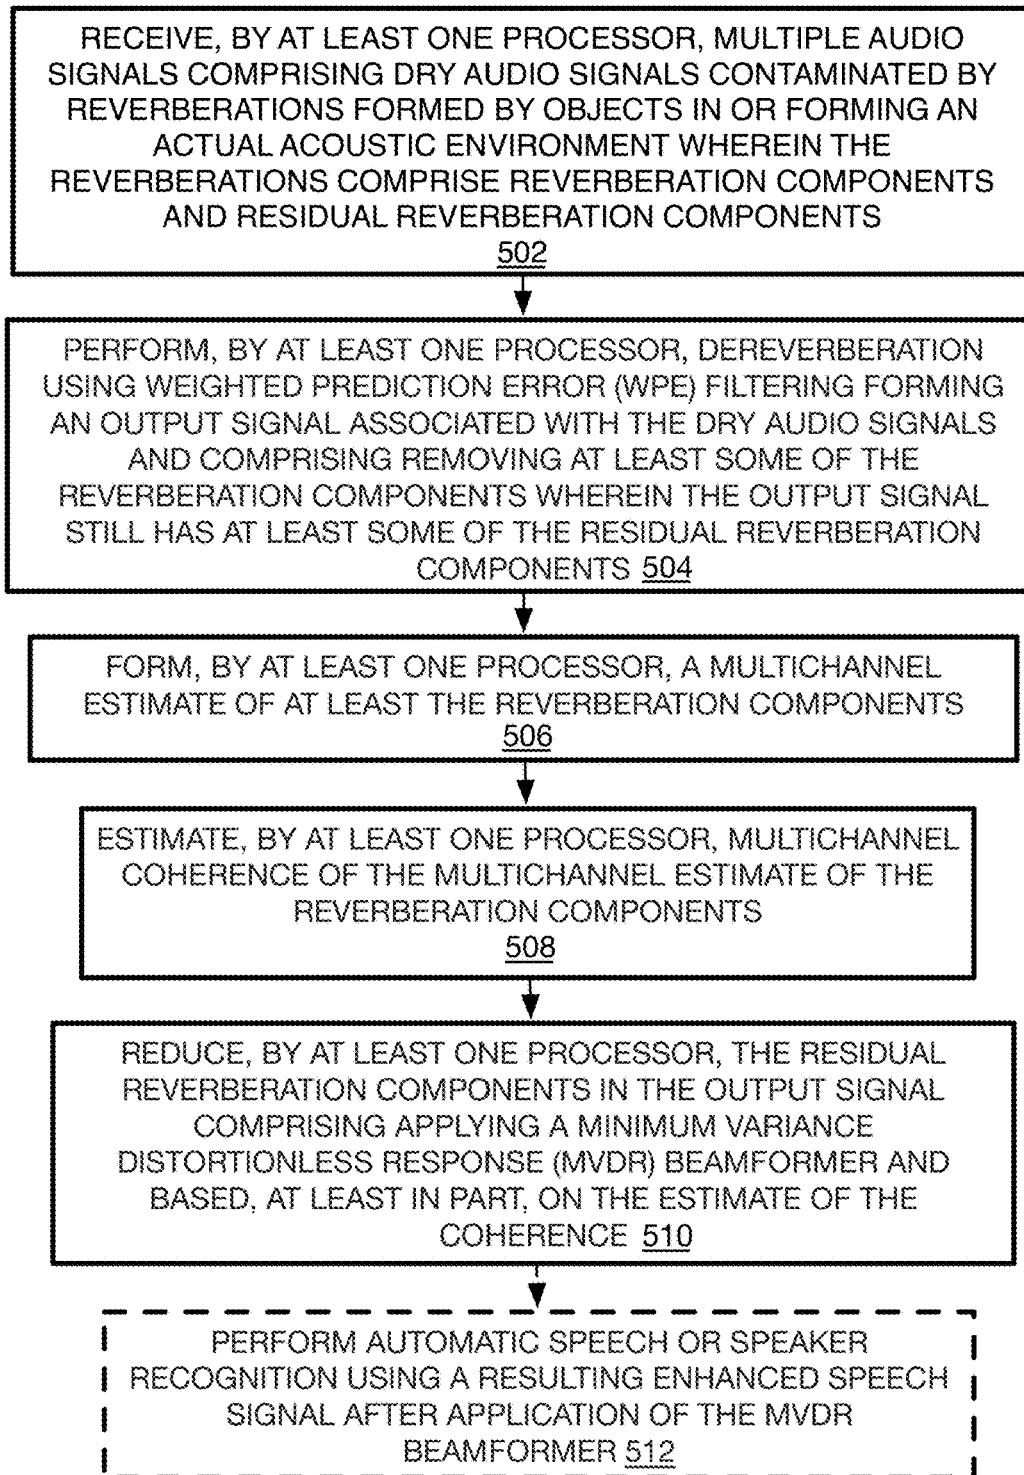 RECEIVE, BY AT LEAST ONE PROCESSOR, MULTIPLE AUDIO
SIGNALS COMPRISING DRY AUDIO SIGNALS CONTAMINATED BY
REVERBERATIONS FORMED BY OBJECTS IN OR FORMING AN
ACTUAL ACOUSTIC ENVIRONMENT WHEREIN THE
REVERBERATIONS COMPRISE REVERBERATION COMPONENTS
AND RESIDUAL REVERBERATION COMPONENTS
502
PERFORM, BY AT LEAST ONE PROCESSOR, DEREVERBERATION
USING WEIGHTED PREDICTION ERROR (WPE) FILTERING FORMING
AN OUTPUT SIGNAL ASSOCIATED WITH THE DRY AUDIO SIGNALS
AND COMPRISING REMOVING AT LEAST SOME OF THE
REVERBERATION COMPONENTS WHEREIN THE OUTPUT SIGNAL
STILL HAS AT LEAST SOME OF THE RESIDUAL REVERBERATION
COMPONENTS 504
FORM, BY AT LEAST ONE PROCESSOR, A MULTICHANNEL
ESTIMATE OF AT LEAST THE REVERBERATION COMPONENTS
506
ESTIMATE, BY AT LEAST ONE PROCESSOR, MULTICHANNEL
COHERENCE OF THE MULTICHANNEL ESTIMATE OF THE
REVERBERATION COMPONENTS
508
REDUCE, BY AT LEAST ONE PROCESSOR, THE RESIDUAL
REVERBERATION COMPONENTS IN THE OUTPUT SIGNAL
COMPRISING APPLYING A MINIMUM VARIANCE
DISTORTIONLESS RESPONSE (MVDR) BEAMFORMER AND
BASED, AT LEAST IN PART, ON THE ESTIMATE OF THE
COHERENCE 510
PERFORM AUTOMATIC SPEECH OR SPEAKER
RECOGNITION USING A RESULTING ENHANCED SPEECH
SIGNAL AFTER APPLICATION OF THE MVDR
BEAMFORMER 512